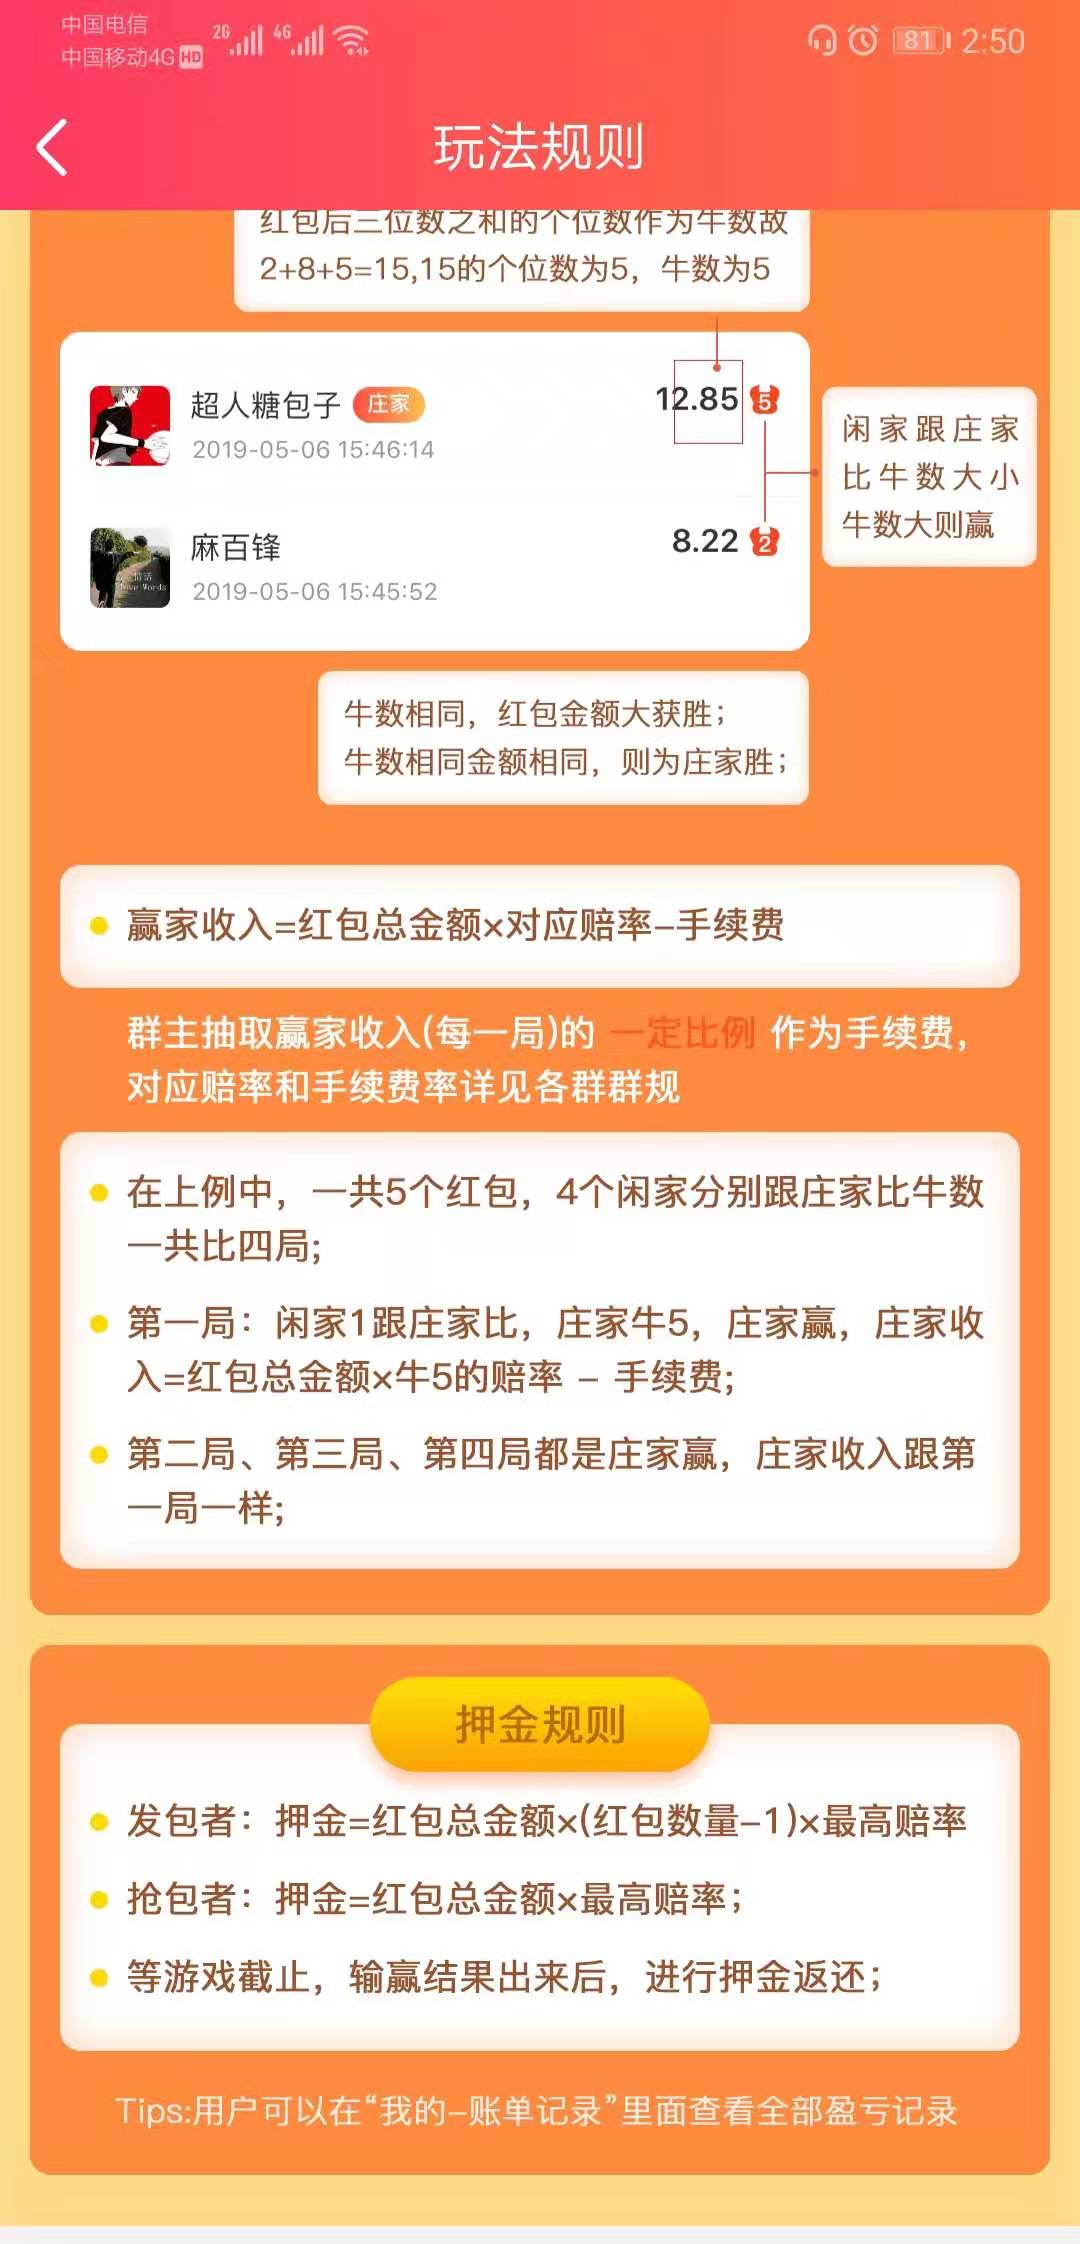 中国电信
中国移动4G HD
2G 4G
81 2:50
玩法规则
红包后三位数之和的个位数作为牛数故
2+8+5=15,15的个位数为5，牛数为5
超人糖包子 庄家
12.85 5
2019-05-06 15:46:14
闲家跟庄家
比牛数大小
牛数大则赢
麻百锋
8.22 2
2019-05-06 15:45:52
牛数相同，红包金额大获胜；
牛数相同金额相同，则为庄家胜；
赢家收入=红包总金额×对应赔率–手续费
群主抽取赢家收入(每一局)的 一定比例 作为手续费，
对应赔率和手续费率详见各群群规
在上例中，一共5个红包，4个闲家分别跟庄家比牛数
一共比四局;
第一局：闲家1跟庄家比，庄家牛5，庄家赢，庄家收
入=红包总金额×牛5的赔率 – 手续费;
第二局、第三局、第四局都是庄家赢，庄家收入跟第
一局一样;
押金规则
发包者：押金=红包总金额×(红包数量–1)×最高赔率
抢包者：押金=红包总金额×最高赔率；
等游戏截止，输赢结果出来后，进行押金返还；
Tips:用户可以在“我的–账单记录”里面查看全部盈亏记录